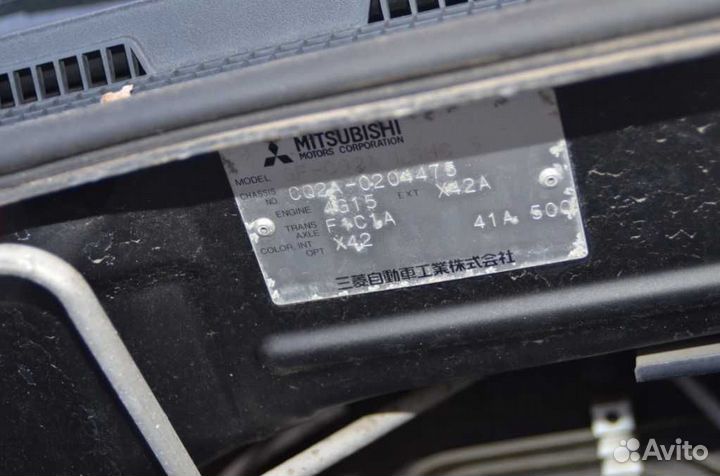 MITSUBISHI
MOTORS CORPORATION
MODEL
CHASSIS NO. CQ2A-0204475
ENGINE 4G15 EXT X42A
TRANS AXLE F1C1A 41A 500
COLOR, INT OPT X42
三菱自動車工業株式会社
Avito